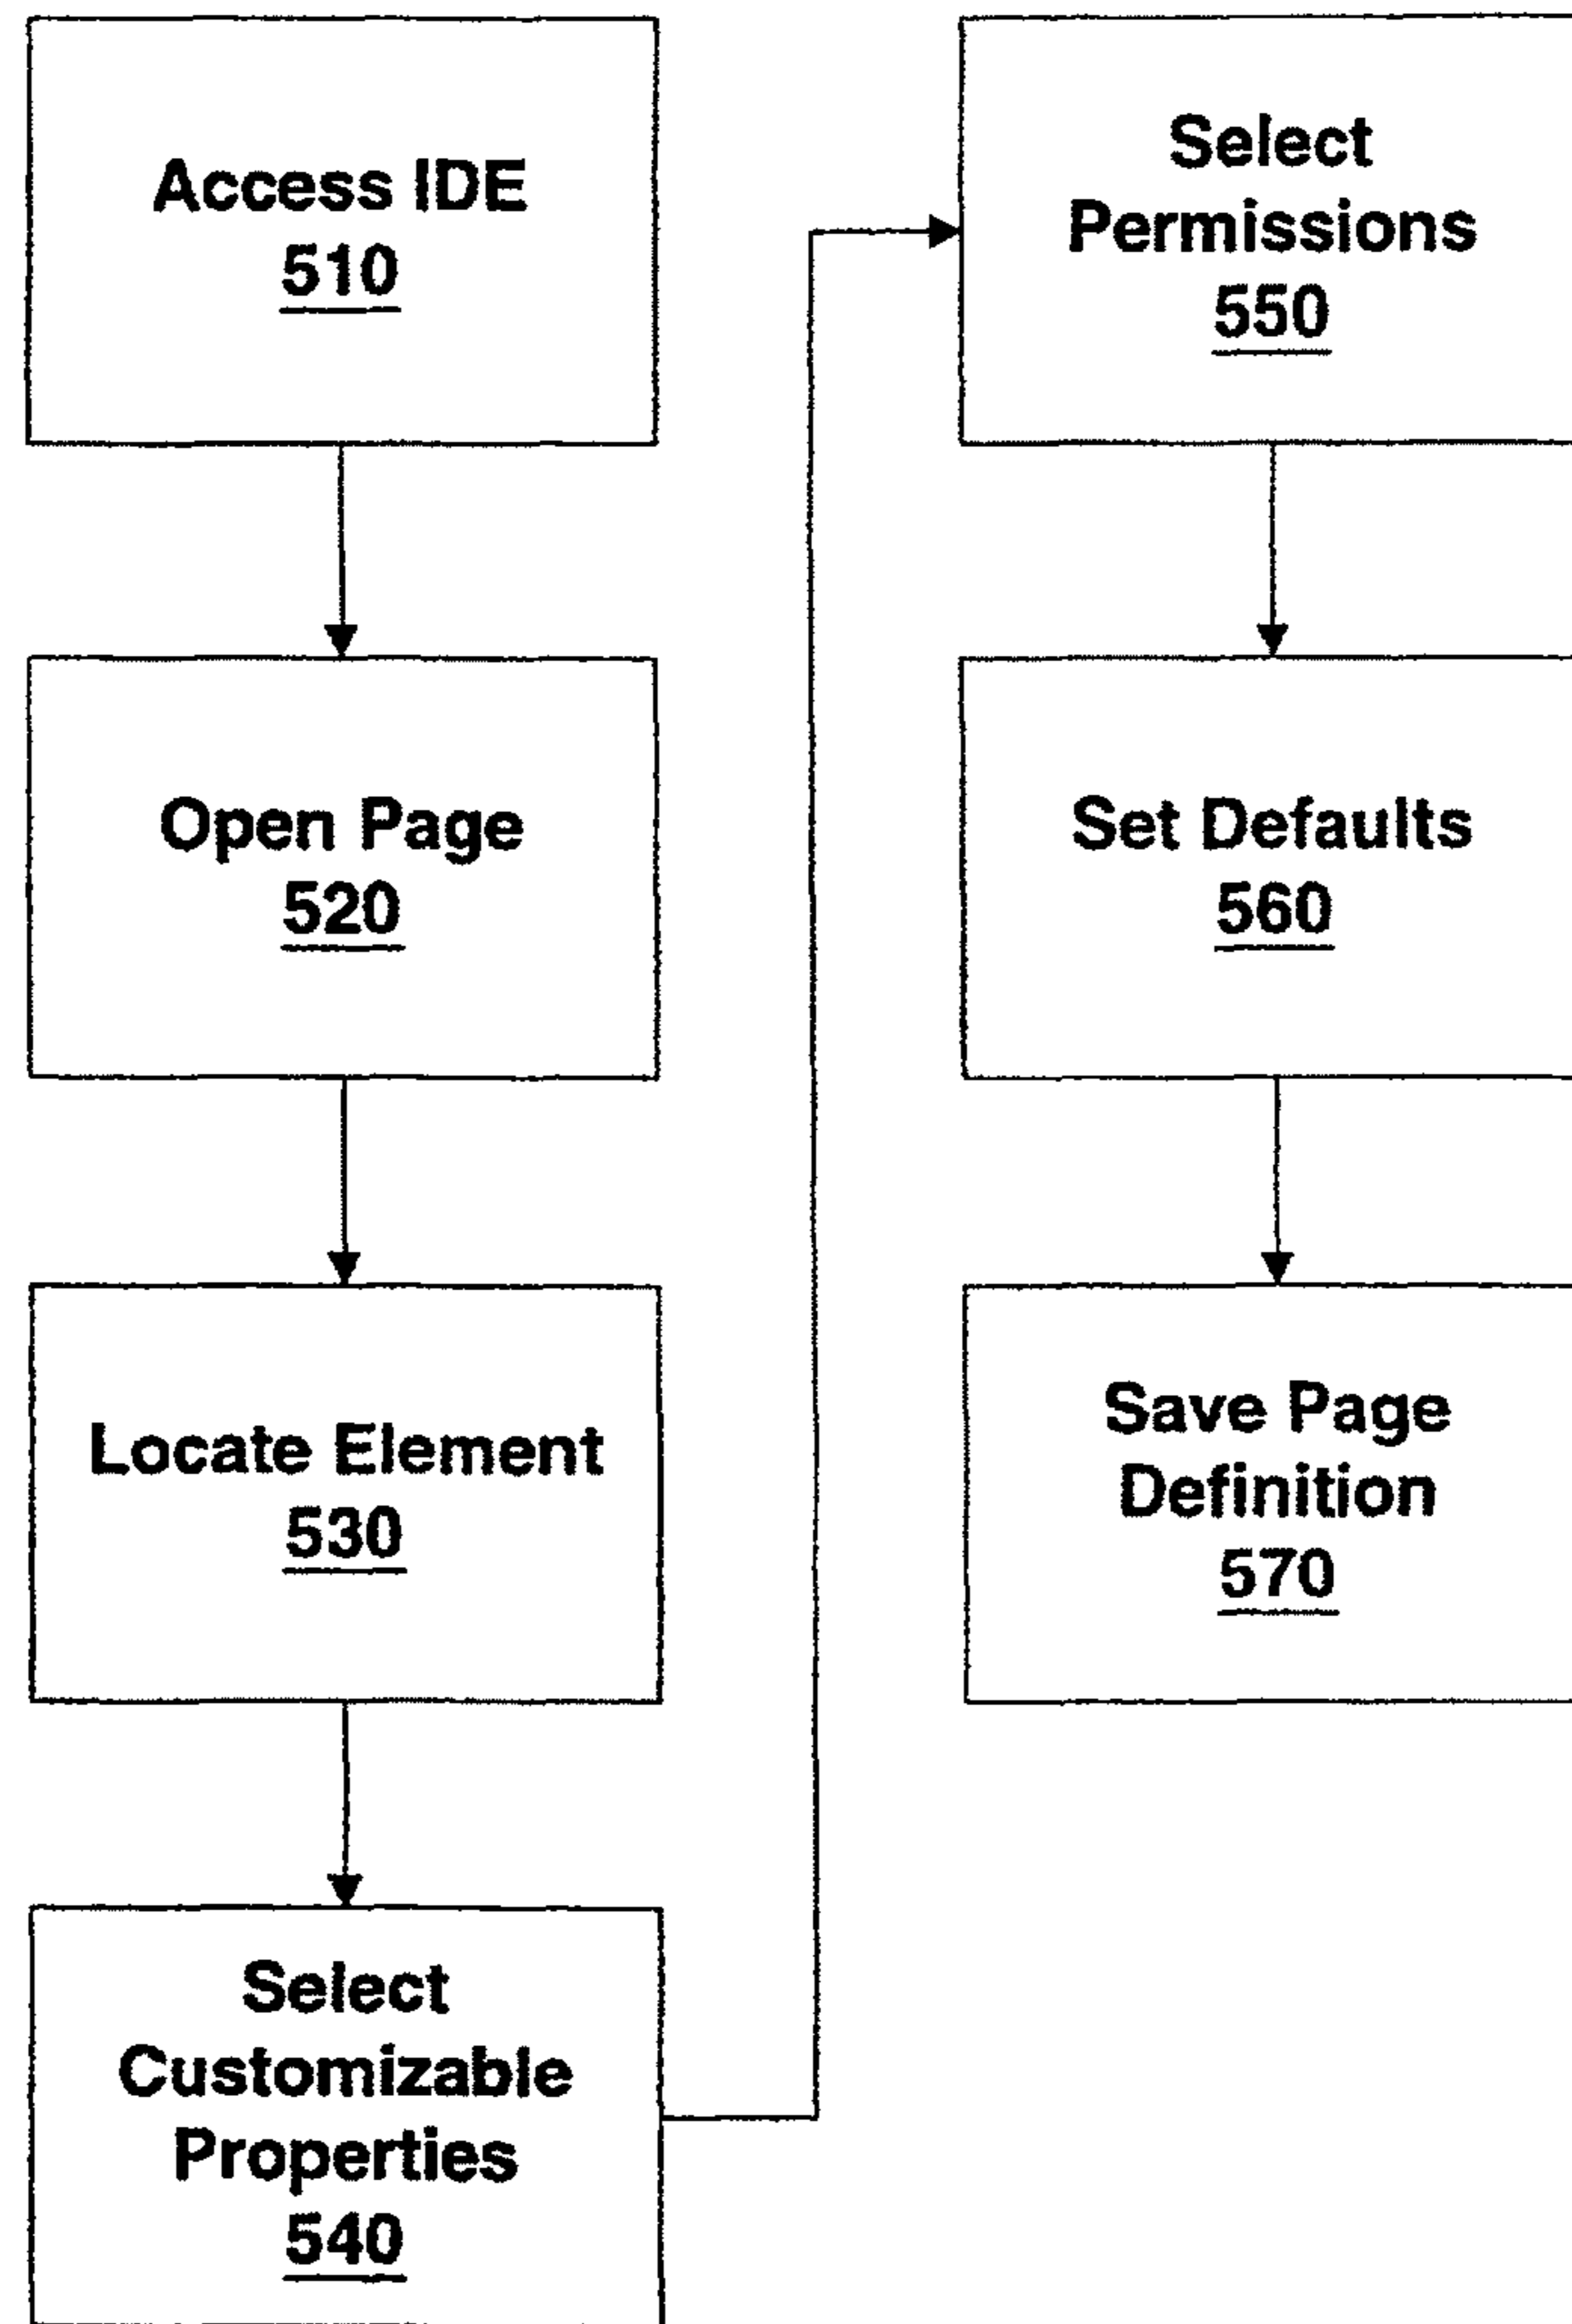 Access IDE
510
Open Page
520
Locate Element
530
Select
Customizable
Properties
540
Select
Permissions
550
Set Defaults
560
Save Page
Definition
570